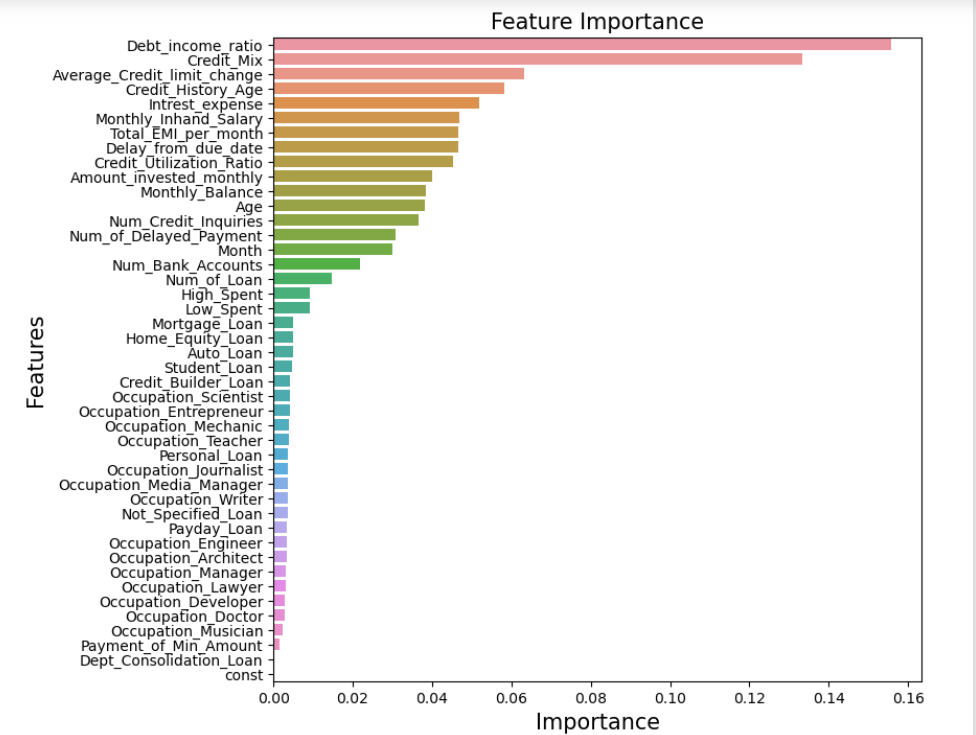 Feature Importance
Debt_income_ratio
Credit_Mix
Average_Credit_limit_change
Credit_History_Age
Intrest_expense
Monthly_Inhand_Salary
Total_EMI_per_month
Delay_from_due_date
Credit_Utilization_Ratio
Amount_invested_monthly
Monthly_Balance
Age
Num_Credit_Inquiries
Num_of_Delayed_Payment
Month
Num_Bank_Accounts
Num_of_Loan
High_Spent
Low_Spent
Mortgage_Loan
Home_Equity_Loan
Auto_Loan
Student_Loan
Credit_Builder_Loan
Occupation_Scientist
Occupation_Entrepreneur
Occupation_Mechanic
Occupation_Teacher
Personal_Loan
Occupation_Journalist
Occupation_Media_Manager
Occupation_Writer
Not_Specified_Loan
Payday_Loan
Occupation_Engineer
Occupation_Architect
Occupation_Manager
Occupation_Lawyer
Occupation_Developer
Occupation_Doctor
Occupation_Musician
Payment_of_Min_Amount
Dept_Consolidation_Loan
const
Features
0.00 0.02 0.04 0.06 0.08 0.10 0.12 0.14 0.16
Importance